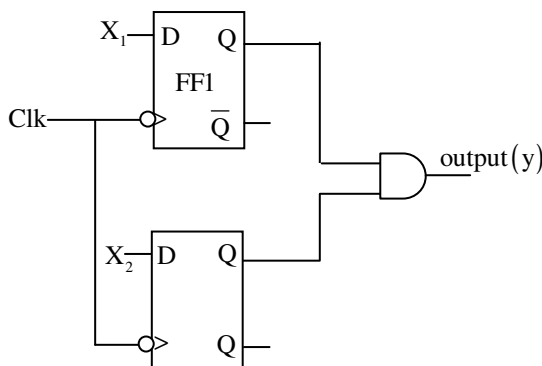 X₁ D Q
FF1
Clk
Q̅
output(y)
X₂ D Q
Q